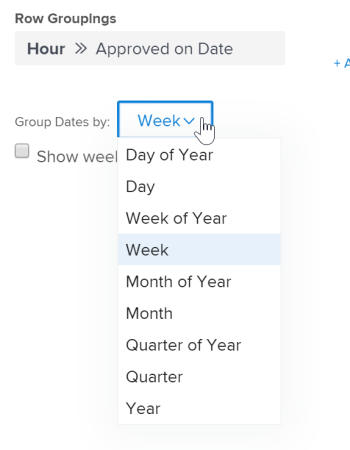 Row Groupings
Hour >> Approved on Date
+ A
Group Dates by: Week
Show week
Day of Year
Day
Week of Year
Week
Month of Year
Month
Quarter of Year
Quarter
Year